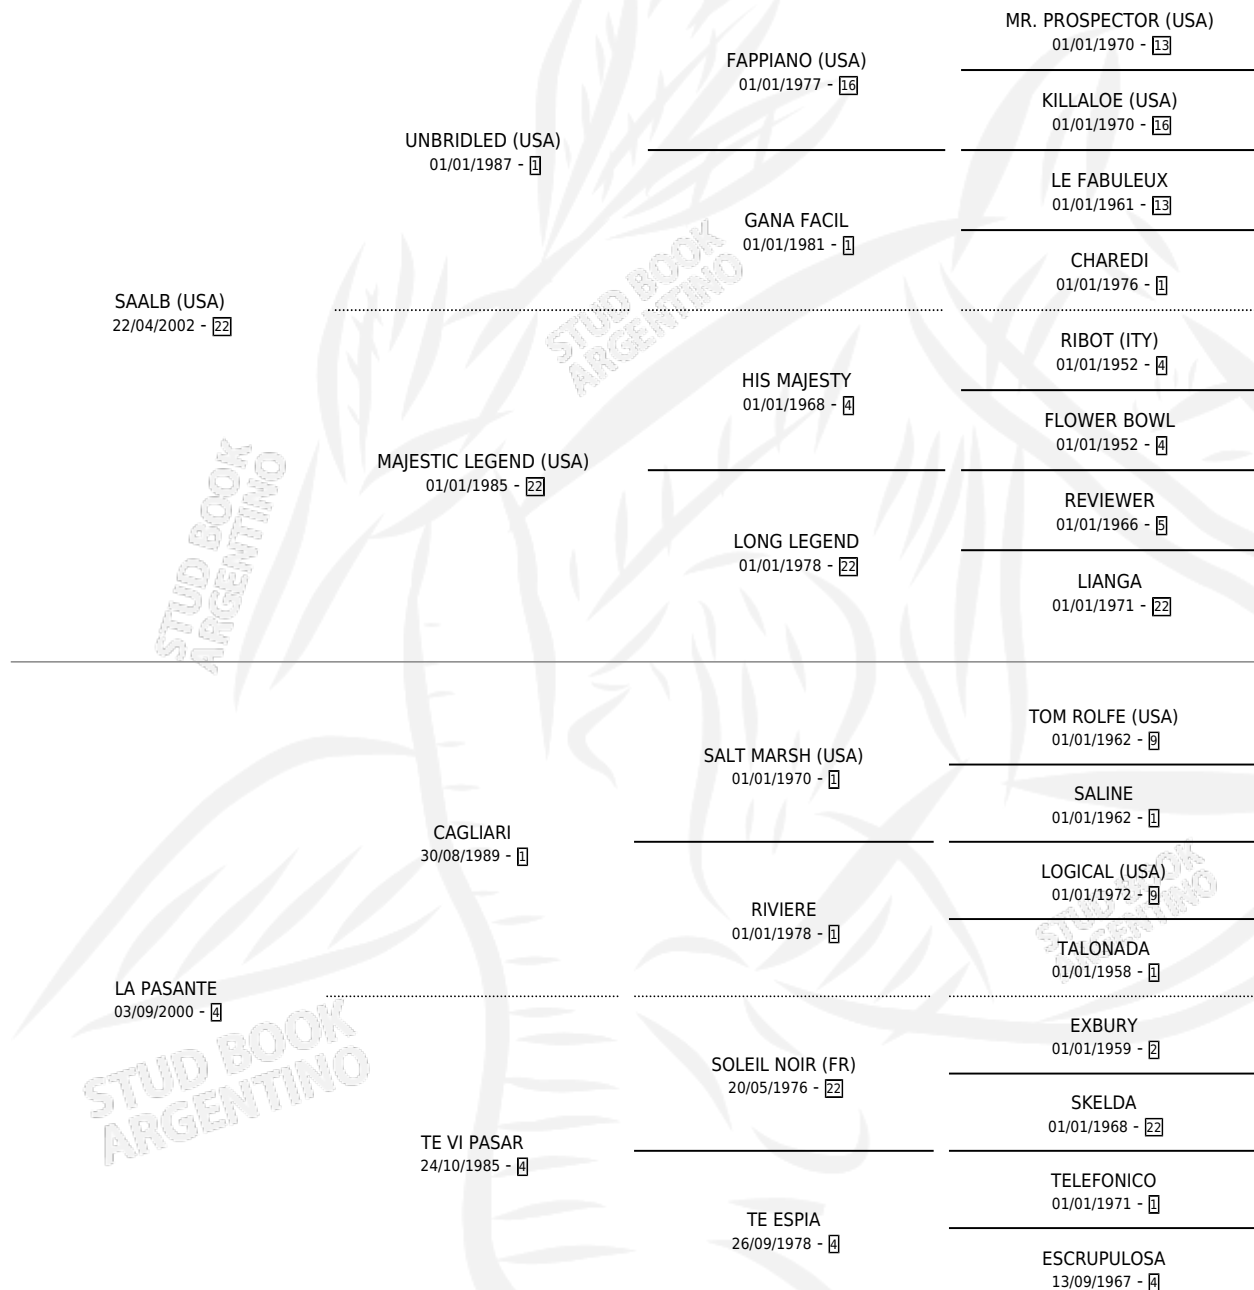 SAALB (USA)
22/04/2002 - 22
UNBRIDLED (USA)
01/01/1987 - 1
MAJESTIC LEGEND (USA)
01/01/1985 - 22
FAPPIANO (USA)
01/01/1977 - 16
GANA FACIL
01/01/1981 - 1
HIS MAJESTY
01/01/1968 - 4
LONG LEGEND
01/01/1978 - 22
MR. PROSPECTOR (USA)
01/01/1970 - 13
KILLALOE (USA)
01/01/1970 - 16
LE FABULEUX
01/01/1961 - 13
CHAREDI
01/01/1976 - 1
RIBOT (ITY)
01/01/1952 - 4
FLOWER BOWL
01/01/1952 - 4
REVIEWER
01/01/1966 - 5
LIANGA
01/01/1971 - 22
LA PASANTE
03/09/2000 - 4
CAGLIARI
30/08/1989 - 1
TE VI PASAR
24/10/1985 - 4
SALT MARSH (USA)
01/01/1970 - 1
RIVIERE
01/01/1978 - 1
SOLEIL NOIR (FR)
20/05/1976 - 22
TE ESPIA
26/09/1978 - 4
TOM ROLFE (USA)
01/01/1962 - 9
SALINE
01/01/1962 - 1
LOGICAL (USA)
01/01/1972 - 9
TALONADA
01/01/1958 - 1
EXBURY
01/01/1959 - 2
SKELDA
01/01/1968 - 22
TELEFONICO
01/01/1971 - 1
ESCRUPULOSA
13/09/1967 - 4
STUD BOOK
ARGENTINO
STUD BOOK
ARGENTINO
STUD BOOK
ARGENTINO
STUD BOOK
ARGENTINO